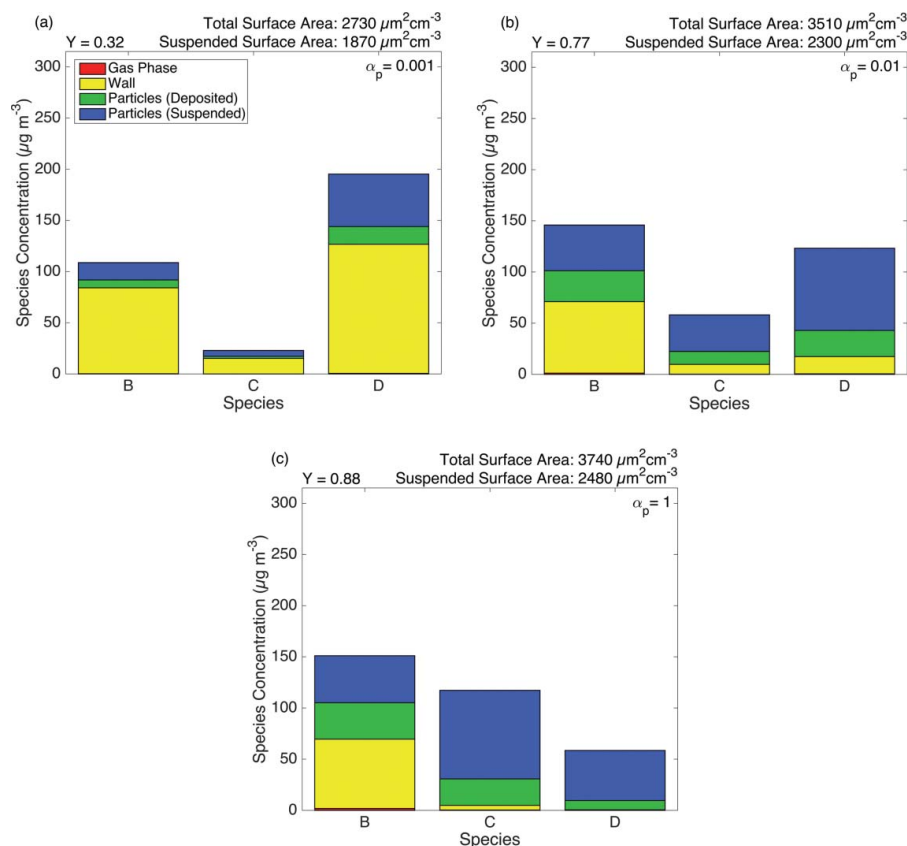 (a)
Total Surface Area: 2730 μm²cm⁻³
Y = 0.32
Suspended Surface Area: 1870 μm²cm⁻³
αp = 0.001
Gas Phase
Wall
Particles (Deposited)
Particles (Suspended)
Species Concentration (μg m⁻³)
300
250
200
150
100
50
0
B C D
Species
(b)
Total Surface Area: 3510 μm²cm⁻³
Y = 0.77
Suspended Surface Area: 2300 μm²cm⁻³
αp = 0.01
Species Concentration (μg m⁻³)
300
250
200
150
100
50
0
B C D
Species
(c)
Total Surface Area: 3740 μm²cm⁻³
Y = 0.88
Suspended Surface Area: 2480 μm²cm⁻³
αp = 1
Species Concentration (μg m⁻³)
300
250
200
150
100
50
0
B C D
Species